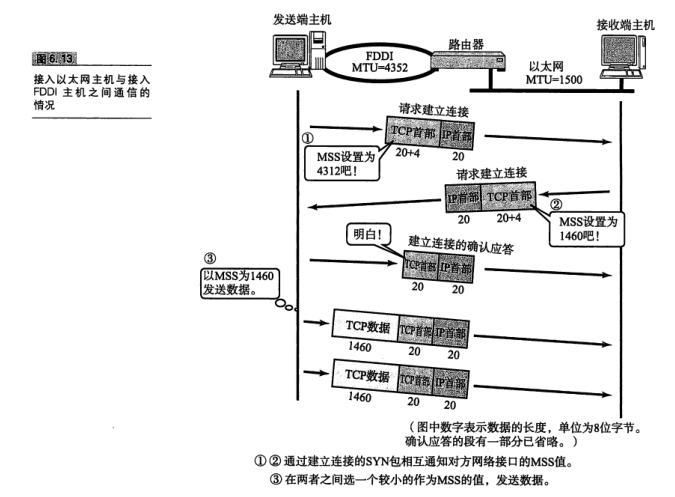 发送端主机
接收端主机
图6.13
接入以太网主机与接入
FDDI 主机之间通信的
情况
FDDI
MTU=4352
路由器
以太网
MTU=1500
请求建立连接
①
TCP首部 IP首部
20+4 20
MSS设置为
4312吧！
请求建立连接
IP首部 TCP首部
20 20+4
②
MSS设置为
1460吧！
明白！
建立连接的确认应答
TCP首部 IP首部
20 20
③
以MSS为1460
发送数据。
TCP数据 TCP首部 IP首部
1460 20 20
TCP数据 TCP首部 IP首部
1460 20 20
（图中数字表示数据的长度，单位为8位字节。
确认应答的段有一部分已省略。）
①②通过建立连接的SYN包相互通知对方网络接口的MSS值。
③在两者之间选一个较小的作为MSS的值，发送数据。